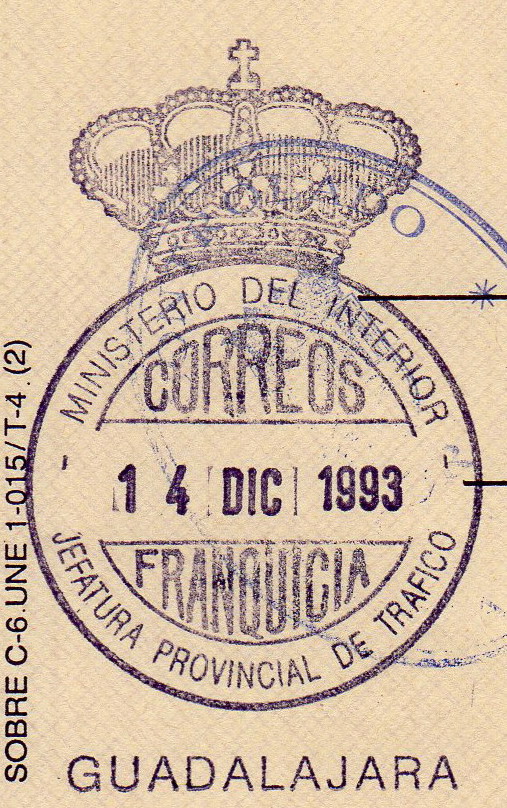 MINISTERIO DEL INTERIOR
CORREOS
- 14 DIC 1993 -
FRANQUICIA
JEFATURA PROVINCIAL DE TRAFICO
GUADALAJARA
SOBRE C-6.UNE 1-015/T-4.(2)